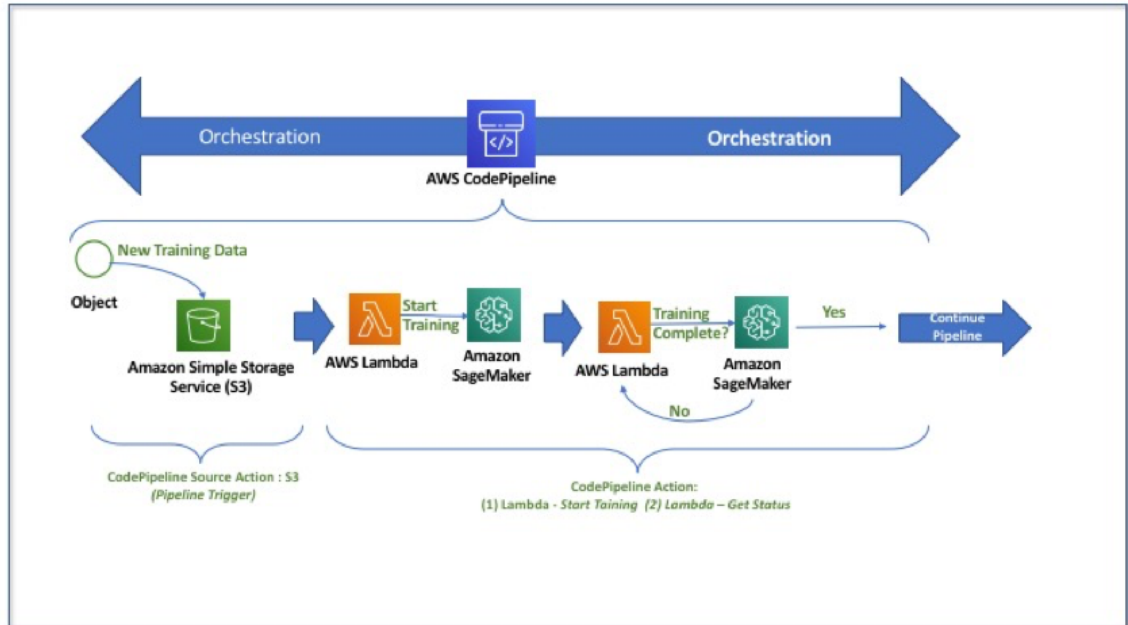 Orchestration
Orchestration
AWS CodePipeline
New Training Data
Object
Amazon Simple Storage
Service (S3)
Start
Training
AWS Lambda
Amazon
SageMaker
Training
Complete?
AWS Lambda
Amazon
SageMaker
Yes
No
Continue
Pipeline
CodePipeline Source Action : S3
(Pipeline Trigger)
CodePipeline Action:
(1) Lambda - Start Taining (2) Lambda – Get Status